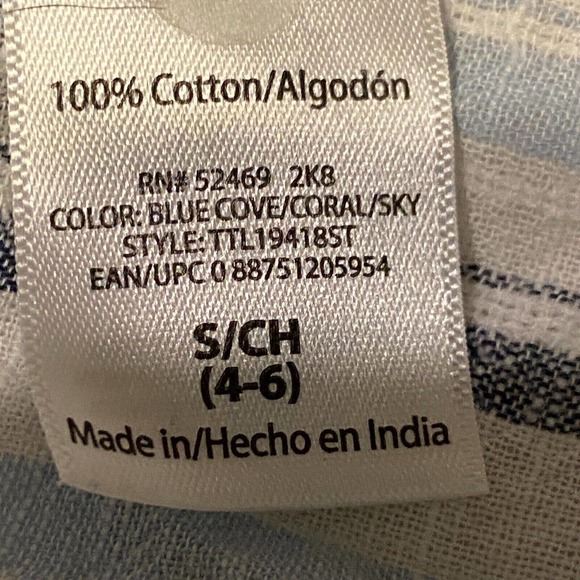 100% Cotton/Algodón
RN# 52469 2K8
COLOR: BLUE COVE/CORAL/SKY
STYLE: TTL19418ST
EAN/UPC 0 88751205954
S/CH
(4-6)
Made in/Hecho en India